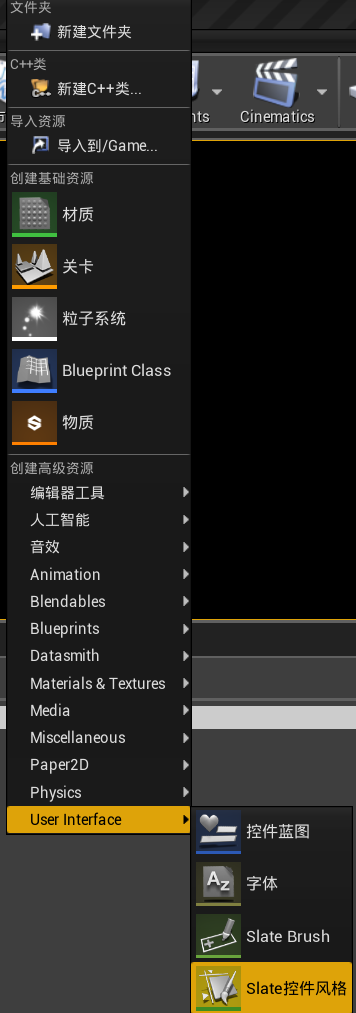 文件夹
新建文件夹
C++类
新建C++类...
导入资源
导入到/Game...
nts
Cinematics
创建基础资源
材质
关卡
粒子系统
Blueprint Class
物质
创建高级资源
编辑器工具
人工智能
音效
Animation
Blendables
Blueprints
Datasmith
Materials & Textures
Media
Miscellaneous
Paper2D
Physics
User Interface
控件蓝图
字体
Slate Brush
Slate控件风格